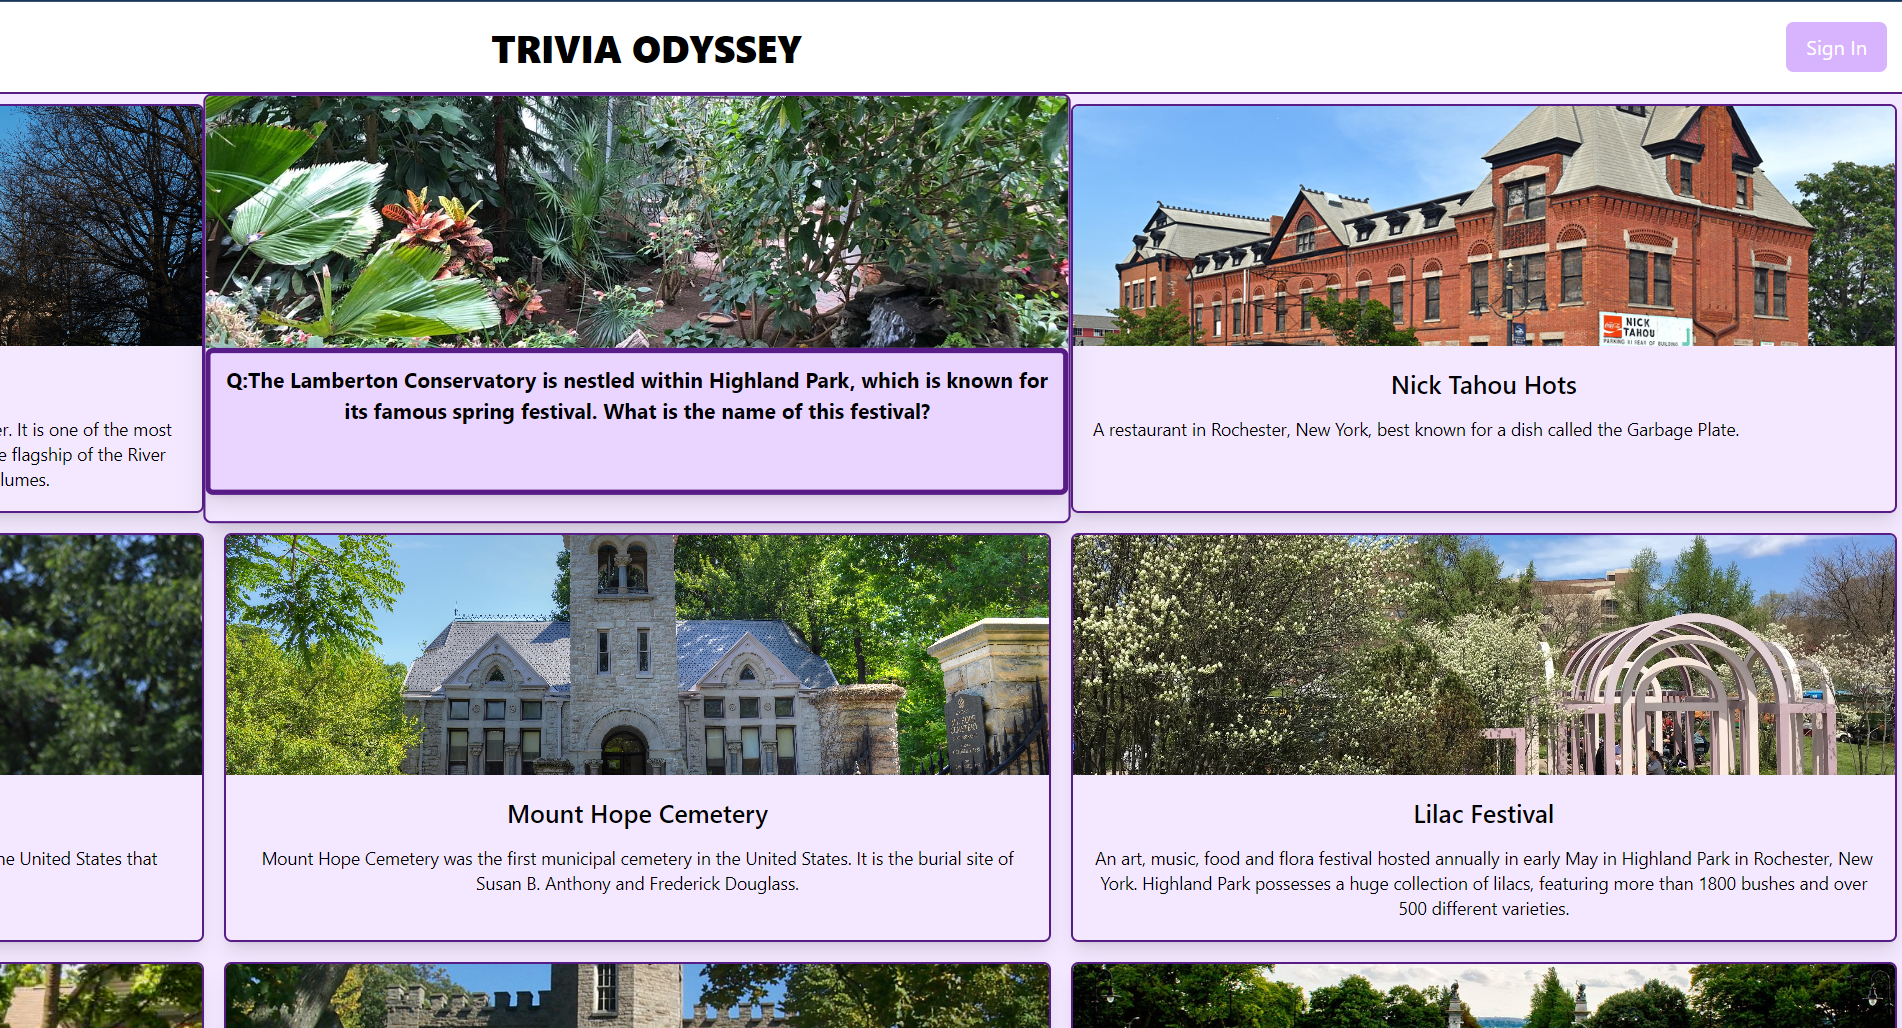 TRIVIA ODYSSEY
Sign In
er. It is one of the most
e flagship of the River
lumes.
Q:The Lamberton Conservatory is nestled within Highland Park, which is known for
its famous spring festival. What is the name of this festival?
NICK
TAHOU
PARKING IN REAR OF BUILDING
Nick Tahou Hots
A restaurant in Rochester, New York, best known for a dish called the Garbage Plate.
he United States that
Mount Hope Cemetery
Mount Hope Cemetery was the first municipal cemetery in the United States. It is the burial site of
Susan B. Anthony and Frederick Douglass.
Lilac Festival
An art, music, food and flora festival hosted annually in early May in Highland Park in Rochester, New
York. Highland Park possesses a huge collection of lilacs, featuring more than 1800 bushes and over
500 different varieties.